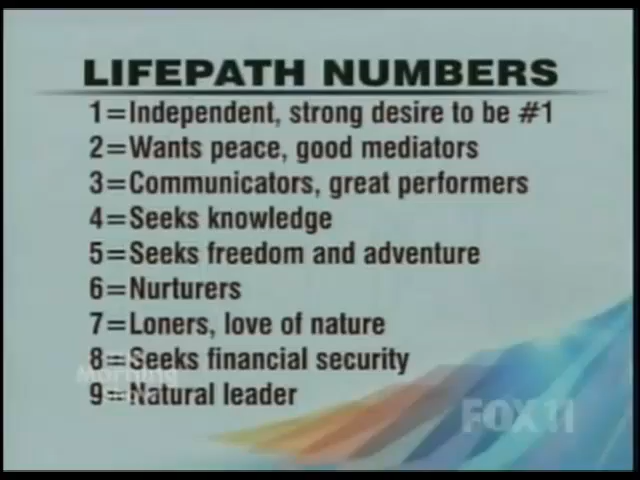 LIFEPATH NUMBERS
1=Independent, strong desire to be #1
2=Wants peace, good mediators
3=Communicators, great performers
4=Seeks knowledge
5=Seeks freedom and adventure
6=Nurturers
7=Loners, love of nature
8=Seeks financial security
9=Natural leader
Morning
FOX 11